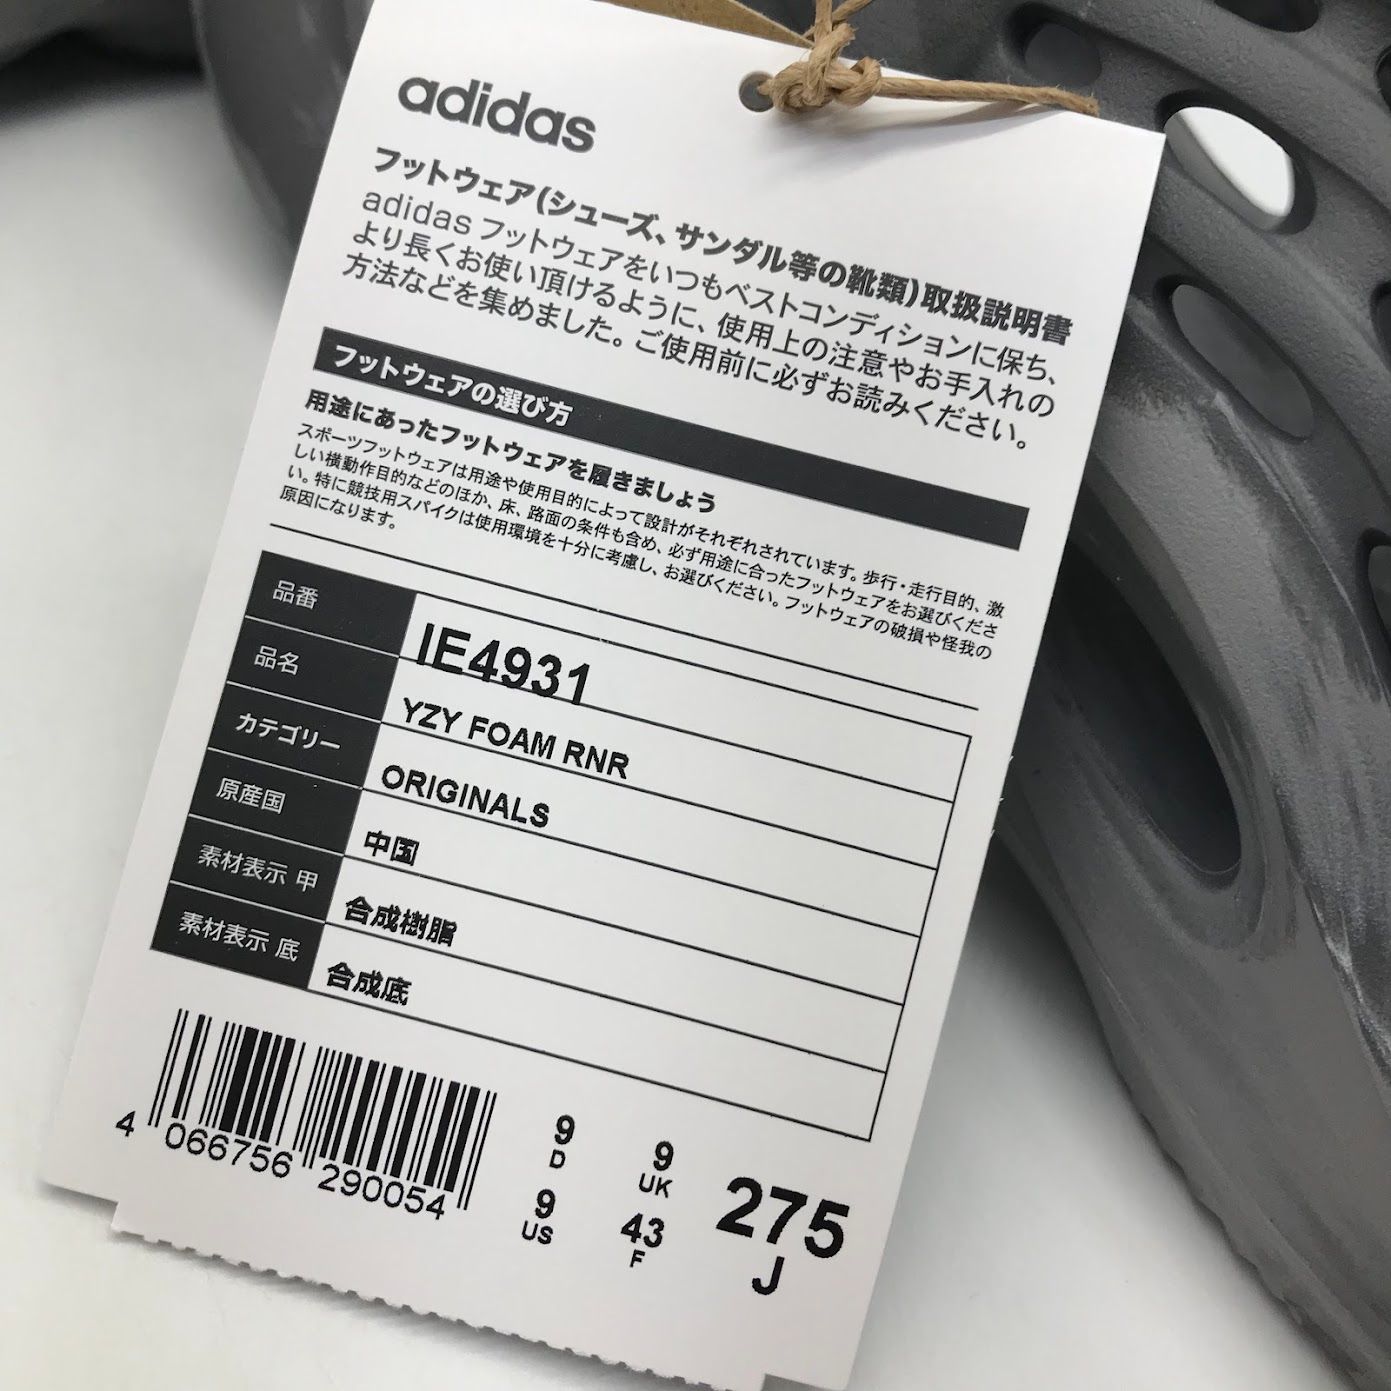 adidas
フットウェア(シューズ、サンダル等の靴類)取扱説明書
adidas フットウェアをいつもベストコンディションに保ち、
より長くお使い頂けるように、使用上の注意やお手入れの
方法などを集めました。ご使用前に必ずお読みください。
フットウェアの選び方
用途にあったフットウェアを履きましょう
スポーツフットウェアは用途や使用目的によって設計がそれぞれされています。歩行・走行目的、激
しい横動作目的などのほか、床、路面の条件も含め、必ず用途に合ったフットウェアをお選びくださ
い。特に競技用スパイクは使用環境を十分に考慮し、お選びください。フットウェアの破損や怪我の
原因になります。
品番 IE4931
品名 YZY FOAM RNR
カテゴリー ORIGINALS
原産国 中国
素材表示 甲 合成樹脂
素材表示 底 合成底
4 066756 290054
9 D 9 UK
9 US 43 F
275 J